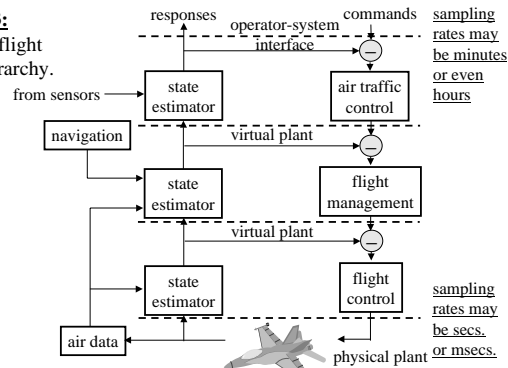 responses
commands
operator-system
interface
sampling
rates may
be minutes
or even
hours
flight
rarchy.
from sensors
state
estimator
–
air traffic
control
navigation
virtual plant
–
state
estimator
flight
management
virtual plant
–
state
estimator
flight
control
air data
physical plant
sampling
rates may
be secs.
or msecs.